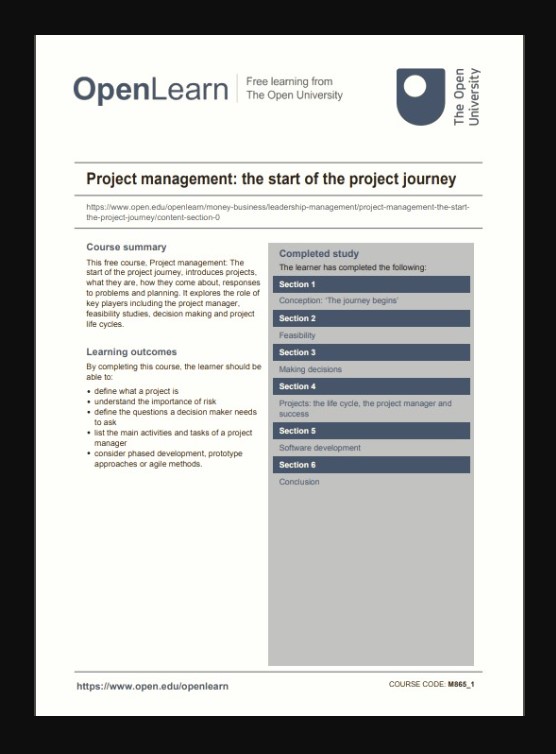 OpenLearn
Free learning from
The Open University
The Open
University
Project management: the start of the project journey
https://www.open.edu/openlearn/money-business/leadership-management/project-management-the-start-
the-project-journey/content-section-0
Course summary
This free course, Project management: The
start of the project journey, introduces projects,
what they are, how they come about, responses
to problems and planning. It explores the role of
key players including the project manager,
feasibility studies, decision making and project
life cycles.
Learning outcomes
By completing this course, the learner should be
able to:
• define what a project is
• understand the importance of risk
• define the questions a decision maker needs
to ask
• list the main activities and tasks of a project
manager
• consider phased development, prototype
approaches or agile methods.
Completed study
The learner has completed the following:
Section 1
Conception: ‘The journey begins’
Section 2
Feasibility
Section 3
Making decisions
Section 4
Projects: the life cycle, the project manager and
success
Section 5
Software development
Section 6
Conclusion
https://www.open.edu/openlearn
COURSE CODE: M865_1